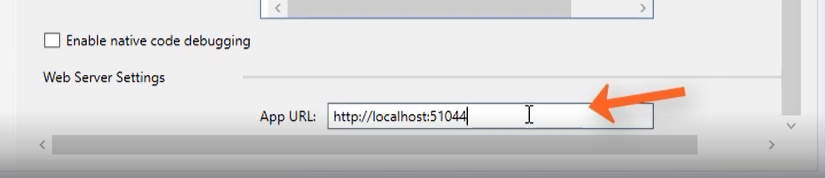 Enable native code debugging
Web Server Settings
App URL: http://localhost:51044